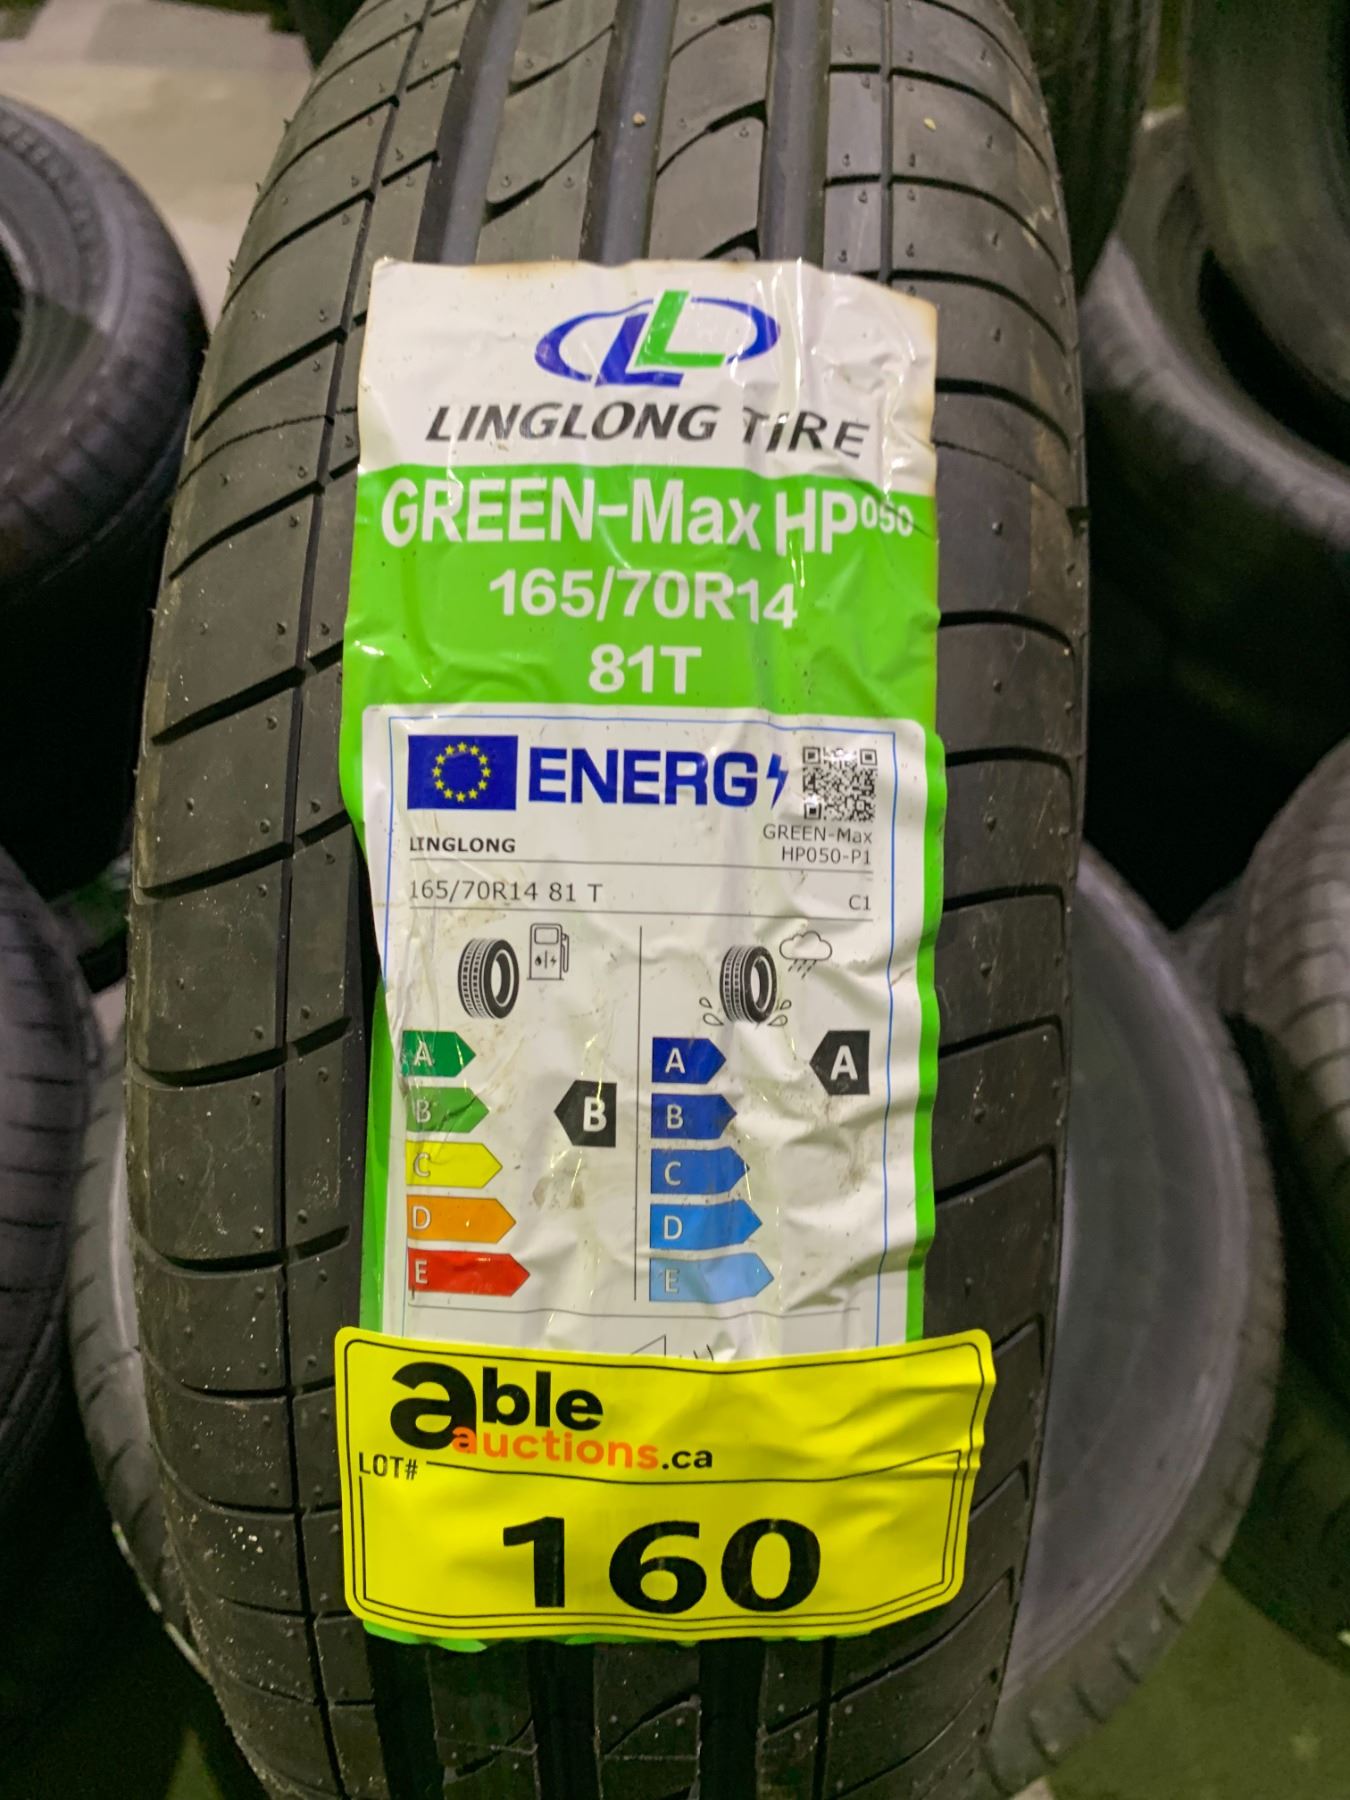 LL
LINGLONG TIRE
GREEN-Max HP050
165/70R14
81T
ENERG
LINGLONG
GREEN-Max
HP050-P1
165/70R14 81 T
C1
A
B
C
D
E
B
A
B
C
D
E
A
able
auctions.ca
LOT#
160